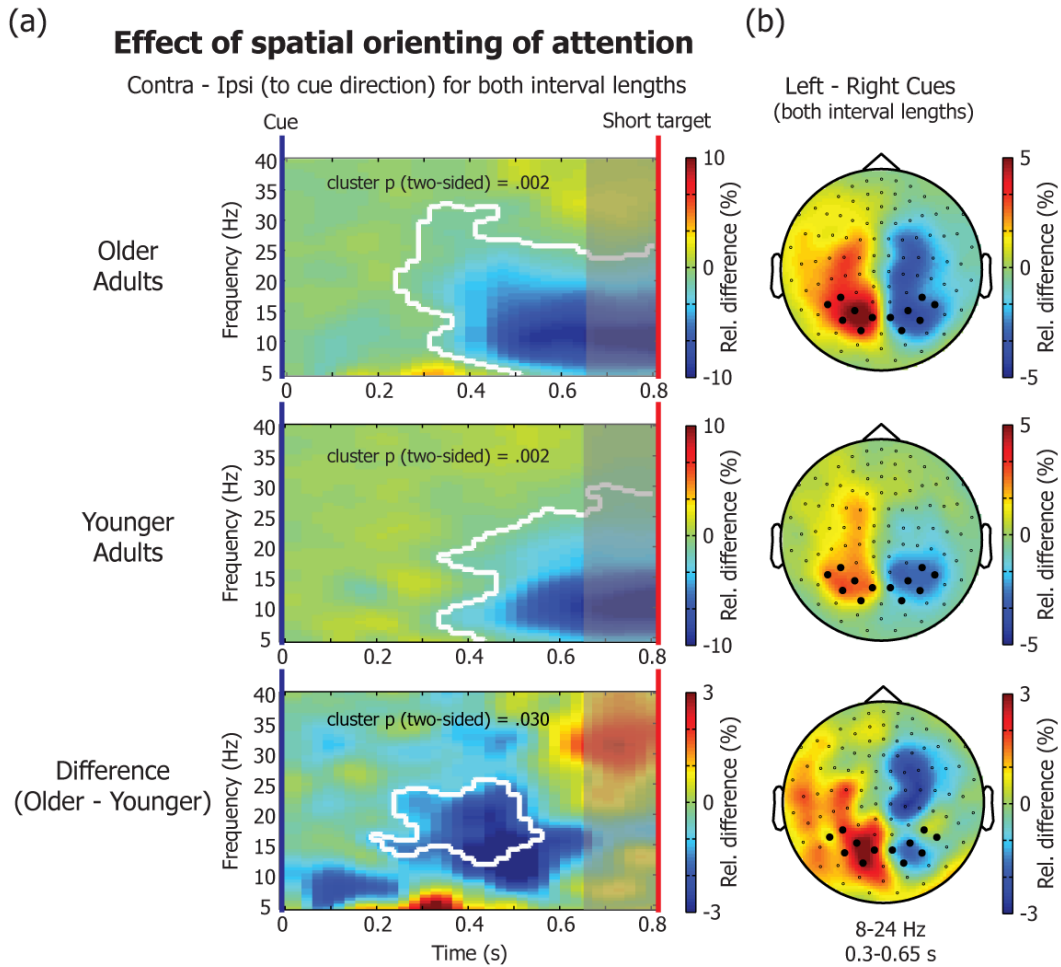 (a)
(b)
Effect of spatial orienting of attention
Contra - Ipsi (to cue direction) for both interval lengths
Left - Right Cues
(both interval lengths)
Cue
Short target
Older
Adults
Frequency (Hz)
40
35
30
25
20
15
10
5
cluster p (two-sided) = .002
0
0.2
0.4
0.6
0.8
10
0
-10
Rel. difference (%)
5
0
-5
Rel. difference (%)
Younger
Adults
Frequency (Hz)
40
35
30
25
20
15
10
5
cluster p (two-sided) = .002
0
0.2
0.4
0.6
0.8
10
0
-10
Rel. difference (%)
5
0
-5
Rel. difference (%)
Difference
(Older - Younger)
Frequency (Hz)
40
35
30
25
20
15
10
5
cluster p (two-sided) = .030
0
0.2
0.4
0.6
0.8
Time (s)
3
0
-3
Rel. difference (%)
3
0
-3
Rel. difference (%)
8-24 Hz
0.3-0.65 s